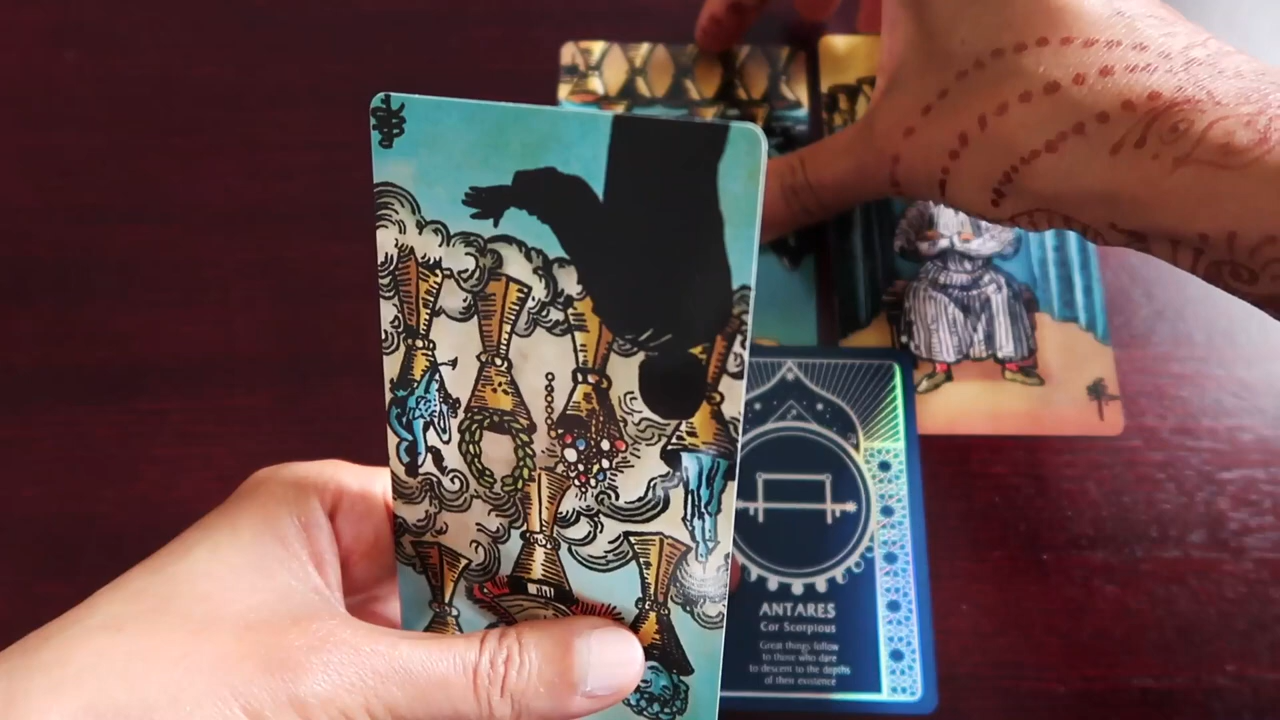 ANTARES
Cor Scorpious
Great things follow
to those who dare
to descent to the depths
of their existence